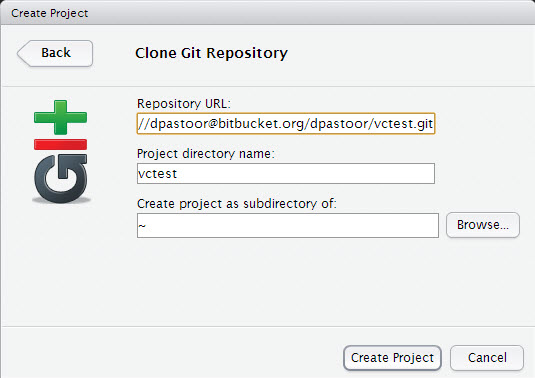 Create Project
Back
Clone Git Repository
Repository URL:
//dpastoor@bitbucket.org/dpastoor/vctest.git
Project directory name:
vctest
Create project as subdirectory of:
~
Browse...
git
Create Project
Cancel